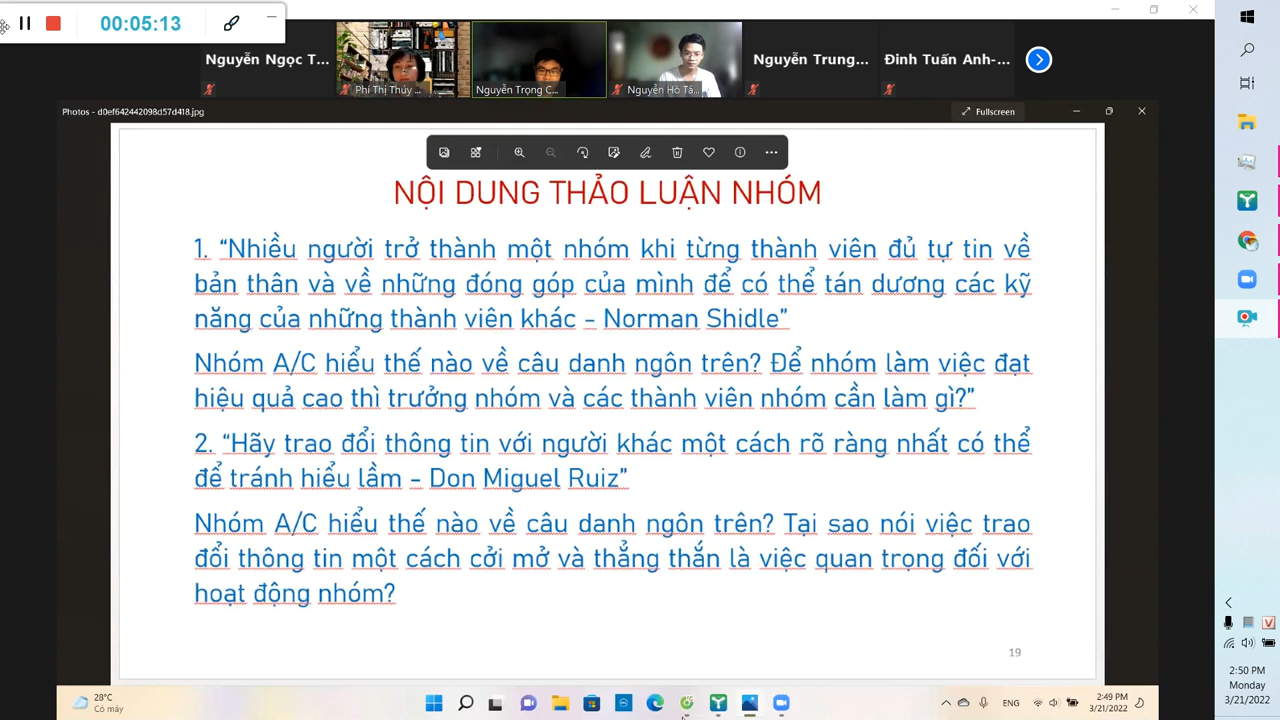 00:05:13
Nguyễn Ngọc T...
Phí Thị Thúy ...
Nguyễn Trọng C...
Nguyễn Hồ Tấ...
Nguyễn Trung...
Đinh Tuấn Anh-...
Photos - d0ef642442098d57d418.jpg
Fullscreen
NỘI DUNG THẢO LUẬN NHÓM
1. “Nhiều người trở thành một nhóm khi từng thành viên đủ tự tin về
bản thân và về những đóng góp của mình để có thể tán dương các kỹ
năng của những thành viên khác – Norman Shidle”
Nhóm A/C hiểu thế nào về câu danh ngôn trên? Để nhóm làm việc đạt
hiệu quả cao thì trưởng nhóm và các thành viên nhóm cần làm gì?”
2. “Hãy trao đổi thông tin với người khác một cách rõ ràng nhất có thể
để tránh hiểu lầm – Don Miguel Ruiz”
Nhóm A/C hiểu thế nào về câu danh ngôn trên? Tại sao nói việc trao
đổi thông tin một cách cởi mở và thẳng thắn là việc quan trọng đối với
hoạt động nhóm?
19
28°C
Có mây
ENG
2:49 PM
3/21/2022
2:50 PM
Monday
3/21/2022